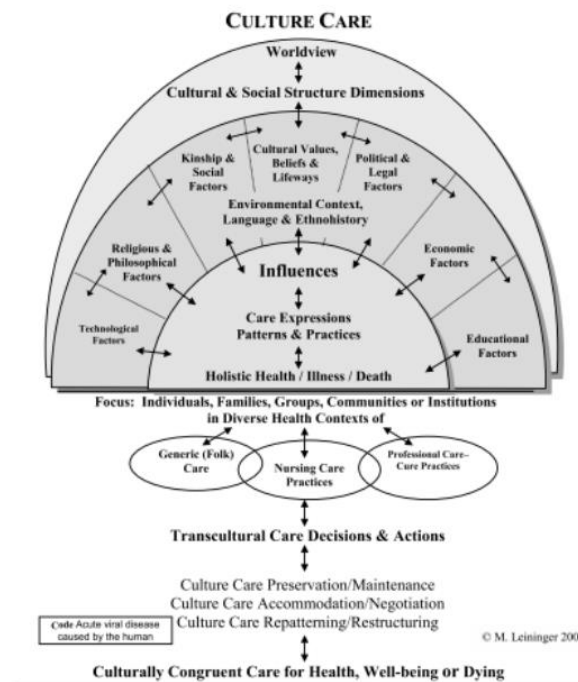 CULTURE CARE
Worldview
Cultural & Social Structure Dimensions
Kinship &
Social
Factors
Cultural Values,
Beliefs &
Lifeways
Political &
Legal
Factors
Environmental Context,
Language & Ethnohistory
Religious &
Philosophical
Factors
Economic
Factors
Influences
Technological
Factors
Care Expressions
Patterns & Practices
Educational
Factors
Holistic Health / Illness / Death
Focus: Individuals, Families, Groups, Communities or Institutions
in Diverse Health Contexts of
Generic (Folk)
Care
Nursing Care
Practices
Professional Care–
Cure Practices
Transcultural Care Decisions & Actions
Culture Care Preservation/Maintenance
Culture Care Accommodation/Negotiation
Culture Care Repatterning/Restructuring
Code Acute viral disease
caused by the human
© M. Leininger 200
Culturally Congruent Care for Health, Well-being or Dying